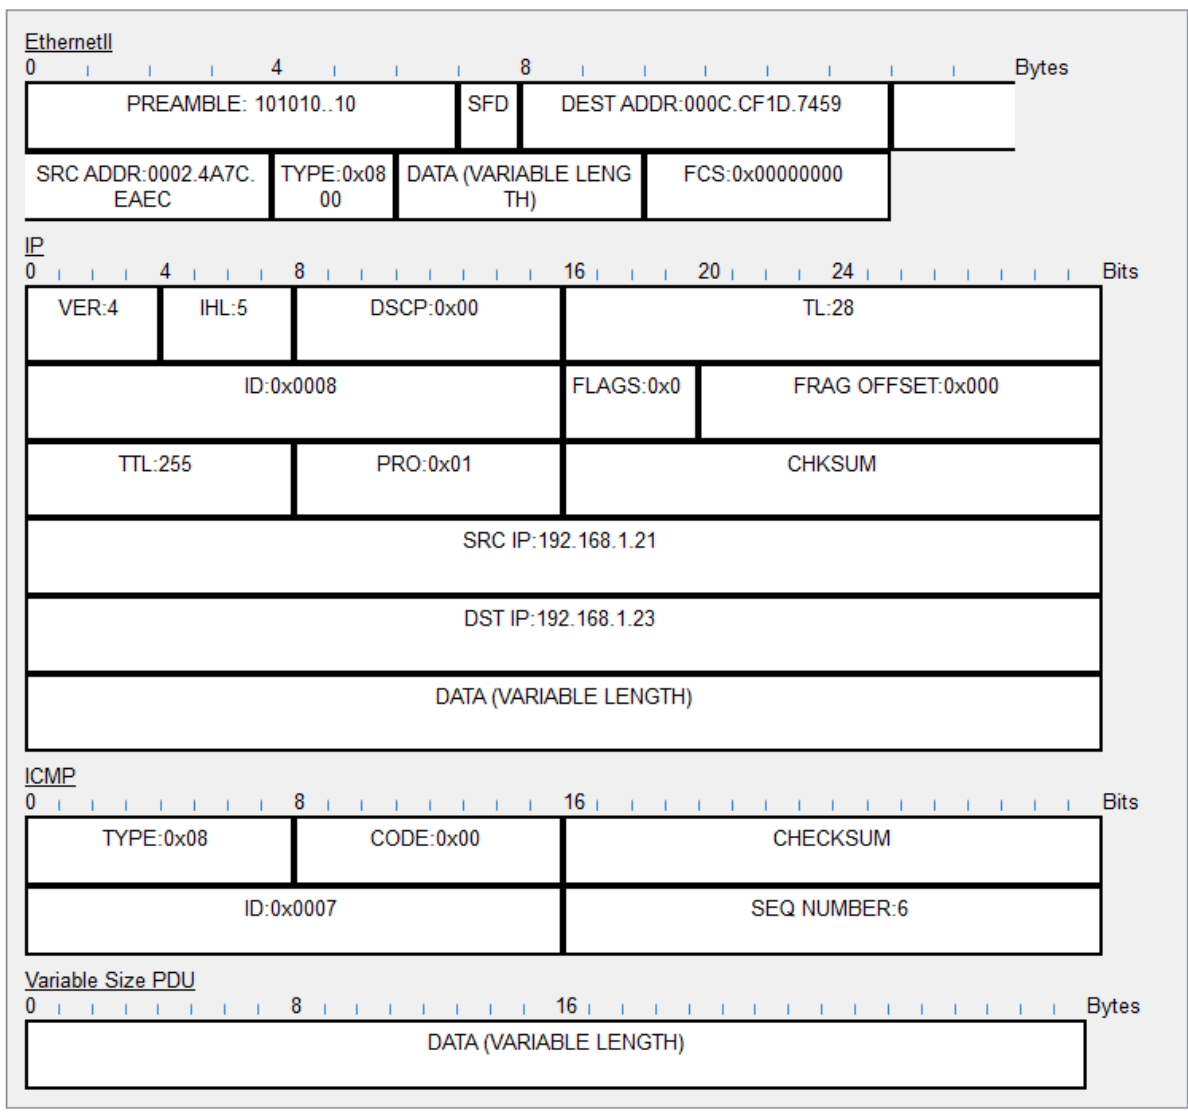 EthernetII
0 4 8 Bytes
PREAMBLE: 101010..10 SFD DEST ADDR:000C.CF1D.7459
SRC ADDR:0002.4A7C. TYPE:0x08 DATA (VARIABLE LENG FCS:0x00000000
EAEC 00 TH)
IP
0 4 8 16 20 24 Bits
VER:4 IHL:5 DSCP:0x00 TL:28
ID:0x0008 FLAGS:0x0 FRAG OFFSET:0x000
TTL:255 PRO:0x01 CHKSUM
SRC IP:192.168.1.21
DST IP:192.168.1.23
DATA (VARIABLE LENGTH)
ICMP
0 8 16 Bits
TYPE:0x08 CODE:0x00 CHECKSUM
ID:0x0007 SEQ NUMBER:6
Variable Size PDU
0 8 16 Bytes
DATA (VARIABLE LENGTH)